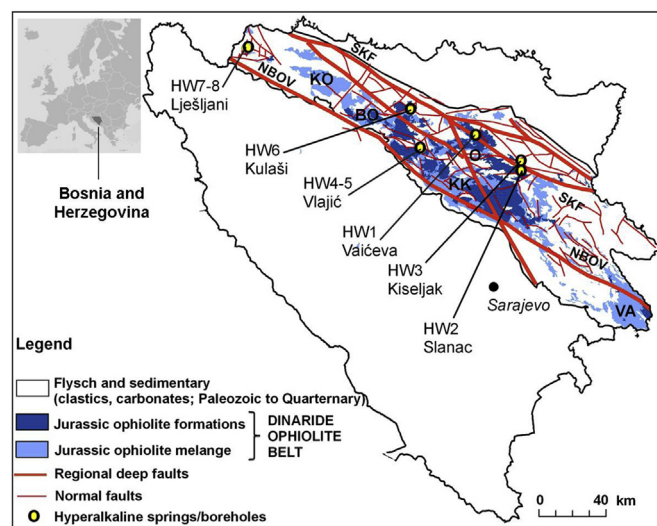 Bosnia and
Herzegovina
HW7-8
Lješljani
HW6
Kulaši
HW4-5
Vlajić
HW1
Vaićeva
HW3
Kiseljak
HW2
Slanac
SKF
NBOV
KO
BO
O
KK
SKF
NBOV
VA
Sarajevo
Legend
Flysch and sedimentary
(clastics, carbonates; Paleozoic to Quarternary)
Jurassic ophiolite formations
Jurassic ophiolite melange
DINARIDE
OPHIOLITE
BELT
Regional deep faults
Normal faults
Hyperalkaline springs/boreholes
0 40 km